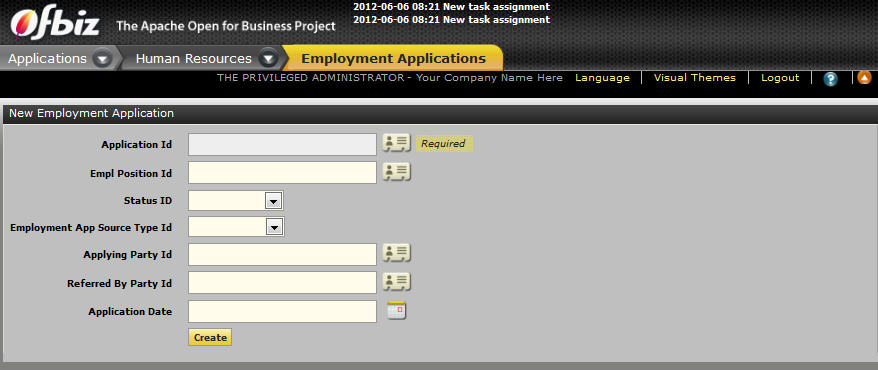 2012-06-06 08:21 New task assignment
2012-06-06 08:21 New task assignment
Ofbiz The Apache Open for Business Project
Applications Human Resources Employment Applications
THE PRIVILEGED ADMINISTRATOR - Your Company Name Here Language Visual Themes Logout ?
New Employment Application
Application Id Required
Empl Position Id
Status ID
Employment App Source Type Id
Applying Party Id
Referred By Party Id
Application Date
Create